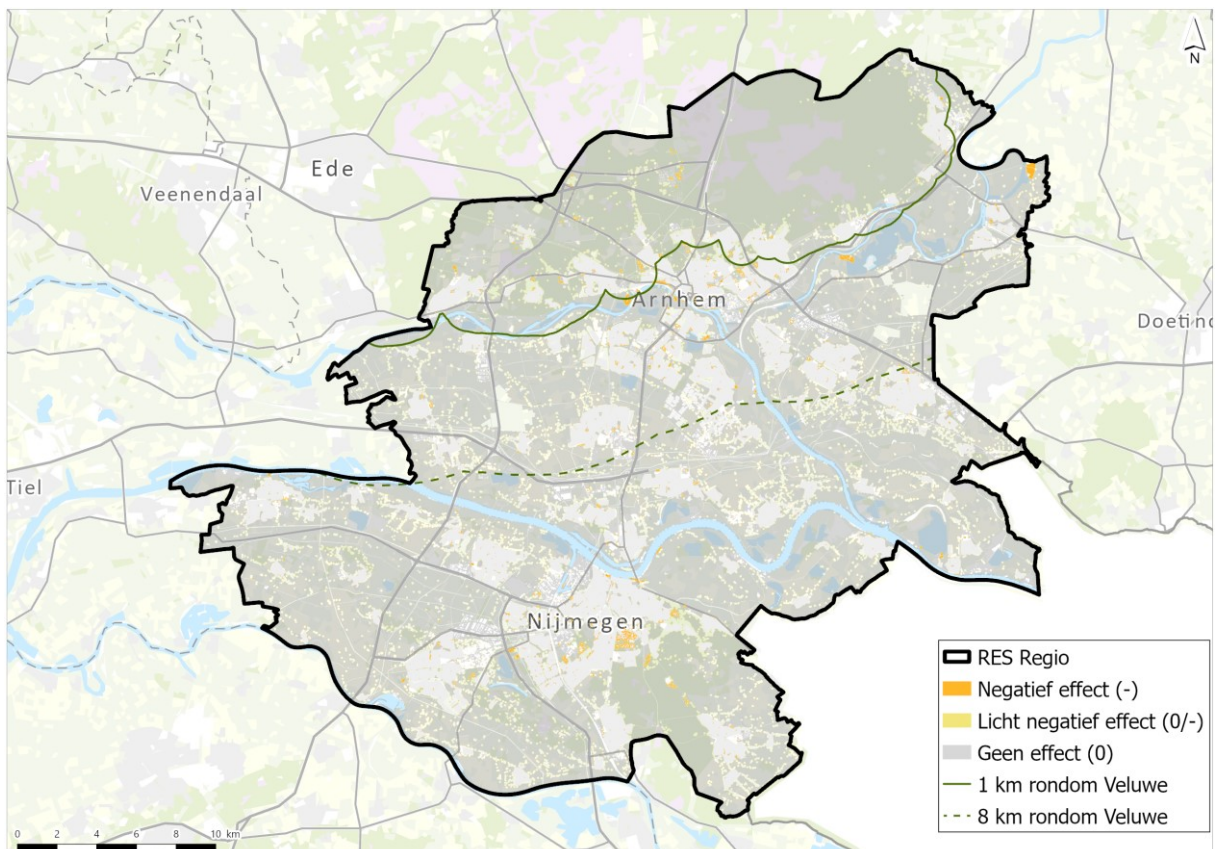 N
Ede
Veenendaal
Arnhem
Doetinc
Tiel
Nijmegen
RES Regio
Negatief effect (-)
Licht negatief effect (0/-)
Geen effect (0)
1 km rondom Veluwe
8 km rondom Veluwe
0 2 4 6 8 10 km